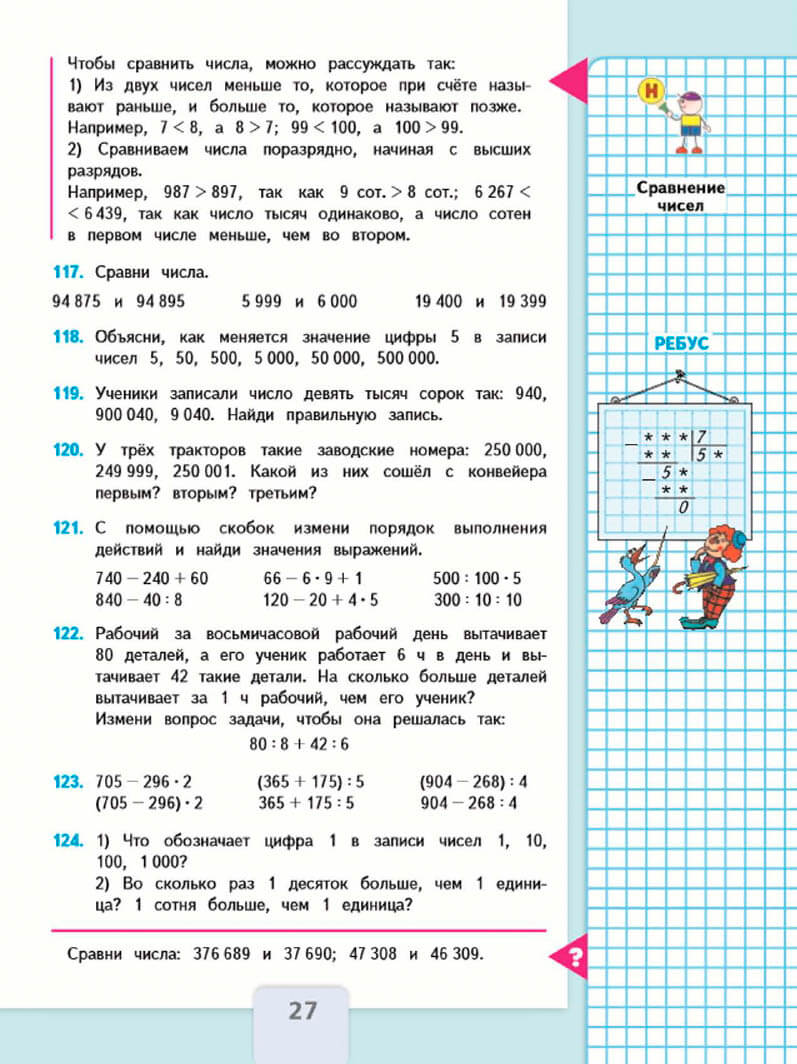 Чтобы сравнить числа, можно рассуждать так:
1) Из двух чисел меньше то, которое при счёте назы-
вают раньше, и больше то, которое называют позже.
Например, 7 < 8, а 8 > 7; 99 < 100, а 100 > 99.
2) Сравниваем числа поразрядно, начиная с высших
разрядов.
Например, 987 > 897, так как 9 сот. > 8 сот.; 6 267 <
< 6 439, так как число тысяч одинаково, а число сотен
в первом числе меньше, чем во втором.
Н
Сравнение
чисел
117. Сравни числа.
94 875 и 94 895 5 999 и 6 000 19 400 и 19 399
118. Объясни, как меняется значение цифры 5 в записи
чисел 5, 50, 500, 5 000, 50 000, 500 000.
119. Ученики записали число девять тысяч сорок так: 940,
900 040, 9 040. Найди правильную запись.
120. У трёх тракторов такие заводские номера: 250 000,
249 999, 250 001. Какой из них сошёл с конвейера
первым? вторым? третьим?
121. С помощью скобок измени порядок выполнения
действий и найди значения выражений.
740 − 240 + 60 66 − 6 · 9 + 1 500 : 100 · 5
840 − 40 : 8 120 − 20 + 4 · 5 300 : 10 : 10
122. Рабочий за восьмичасовой рабочий день вытачивает
80 деталей, а его ученик работает 6 ч в день и вы-
тачивает 42 такие детали. На сколько больше деталей
вытачивает за 1 ч рабочий, чем его ученик?
Измени вопрос задачи, чтобы она решалась так:
80 : 8 + 42 : 6
123. 705 − 296 · 2 (365 + 175) : 5 (904 − 268) : 4
(705 − 296) · 2 365 + 175 : 5 904 − 268 : 4
124. 1) Что обозначает цифра 1 в записи чисел 1, 10,
100, 1 000?
2) Во сколько раз 1 десяток больше, чем 1 едини-
ца? 1 сотня больше, чем 1 единица?
РЕБУС
− * * * 7
* * 5 *
− 5 *
* *
0
Сравни числа: 376 689 и 37 690; 47 308 и 46 309.
?
27